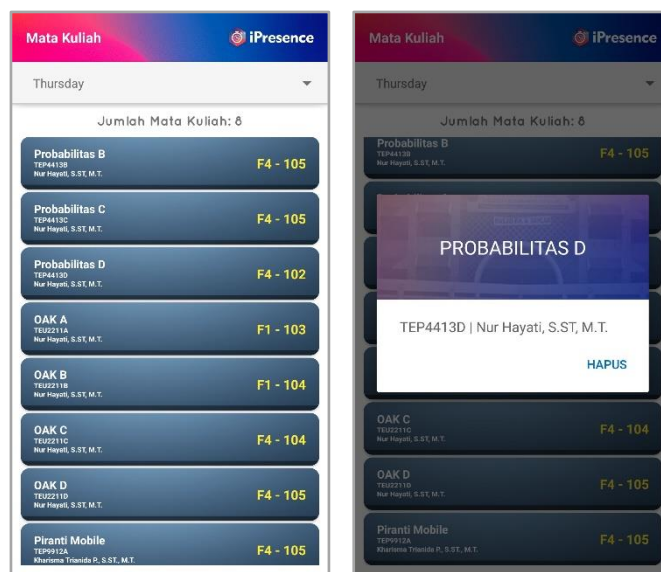 Mata Kuliah
iPresence
Thursday
Jumlah Mata Kuliah: 8
Probabilitas B
TEP4413B
Nur Hayati, S.ST, M.T.
F4 - 105
Probabilitas C
TEP4413C
Nur Hayati, S.ST, M.T.
F4 - 105
Probabilitas D
TEP4413D
Nur Hayati, S.ST, M.T.
F4 - 102
OAK A
TEU2211A
Nur Hayati, S.ST, M.T.
F1 - 103
OAK B
TEU2211B
Nur Hayati, S.ST, M.T.
F1 - 104
OAK C
TEU2211C
Nur Hayati, S.ST, M.T.
F4 - 104
OAK D
TEU2211D
Nur Hayati, S.ST, M.T.
F4 - 105
Piranti Mobile
TEP9912A
Kharisma Trianida P., S.ST., M.T.
F4 - 105
Mata Kuliah
iPresence
Thursday
Jumlah Mata Kuliah: 8
Probabilitas B
TEP4413B
Nur Hayati, S.ST, M.T.
F4 - 105
PROBABILITAS D
TEP4413D | Nur Hayati, S.ST, M.T.
HAPUS
OAK C
TEU2211C
Nur Hayati, S.ST, M.T.
F4 - 104
OAK D
TEU2211D
Nur Hayati, S.ST, M.T.
F4 - 105
Piranti Mobile
TEP9912A
Kharisma Trianida P., S.ST., M.T.
F4 - 105